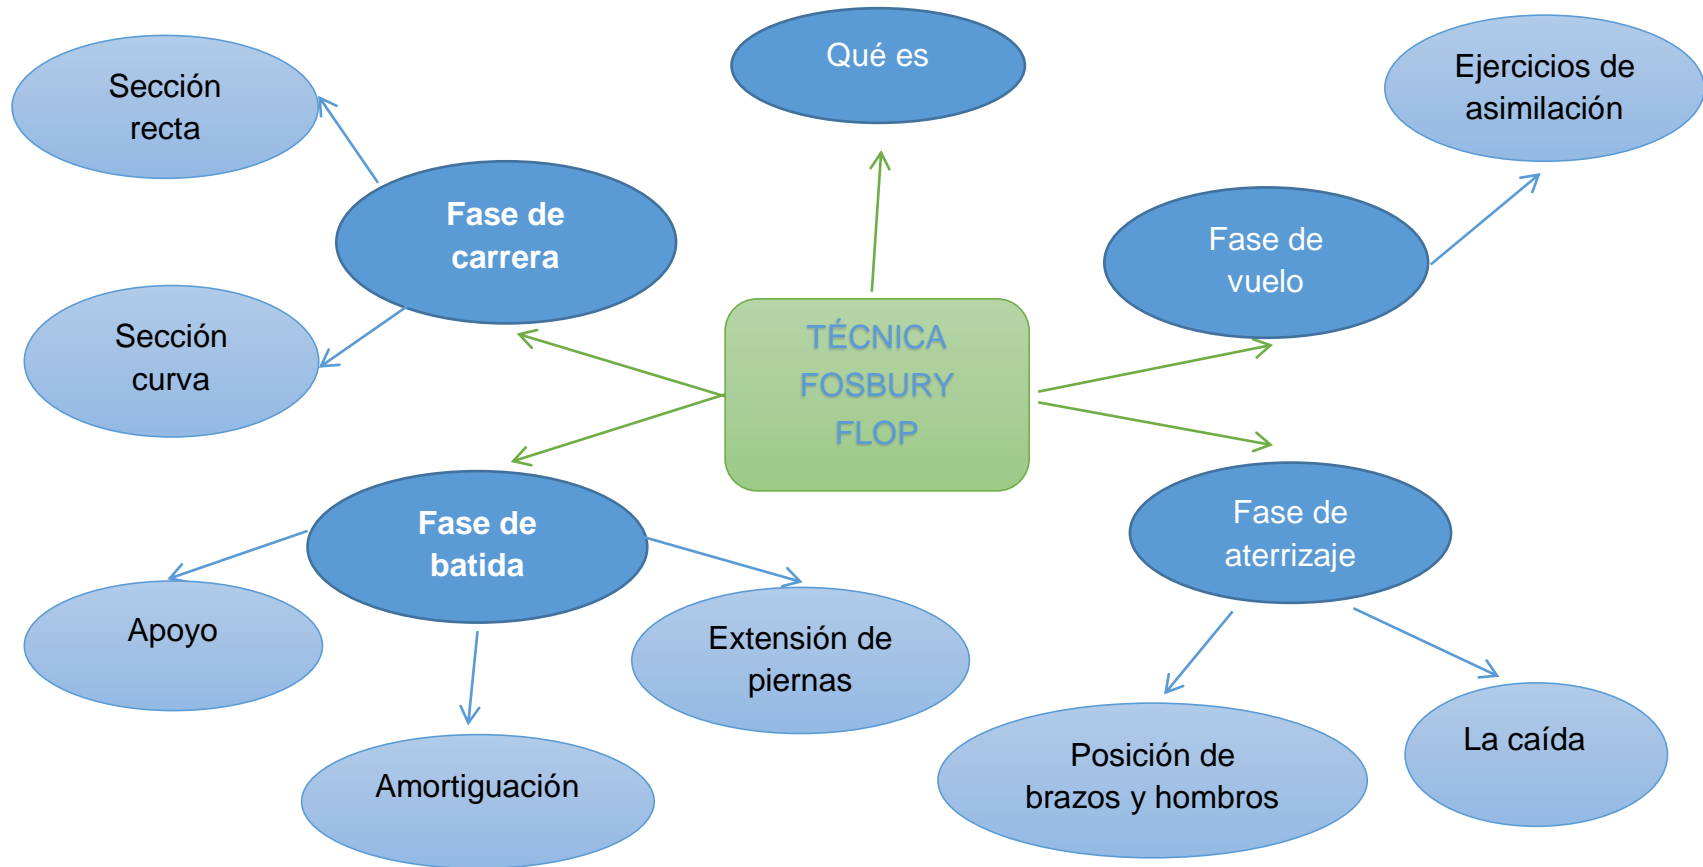 Qué es
Ejercicios de
asimilación
Sección
recta
Fase de
carrera
Fase de
vuelo
Sección
curva
TÉCNICA
FOSBURY
FLOP
Fase de
batida
Fase de
aterrizaje
Apoyo
Extensión de
piernas
Amortiguación
Posición de
brazos y hombros
La caída